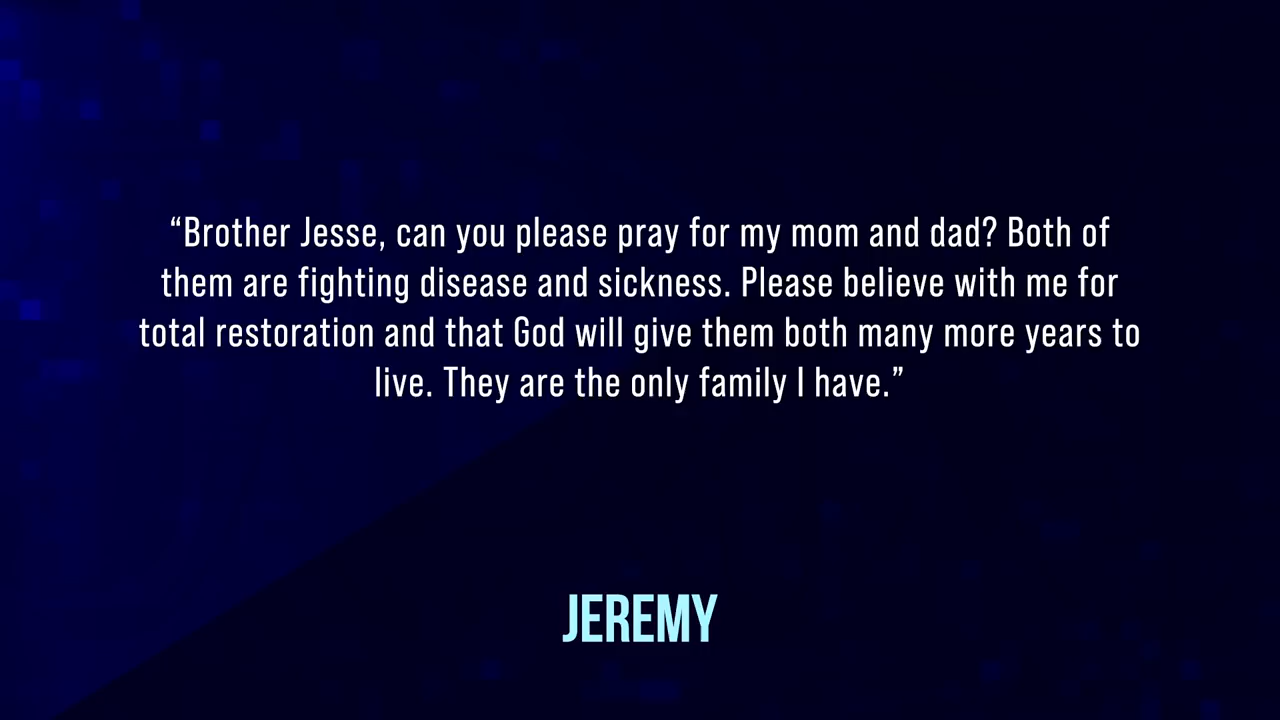 “Brother Jesse, can you please pray for my mom and dad? Both of
them are fighting disease and sickness. Please believe with me for
total restoration and that God will give them both many more years to
live. They are the only family I have.”
JEREMY